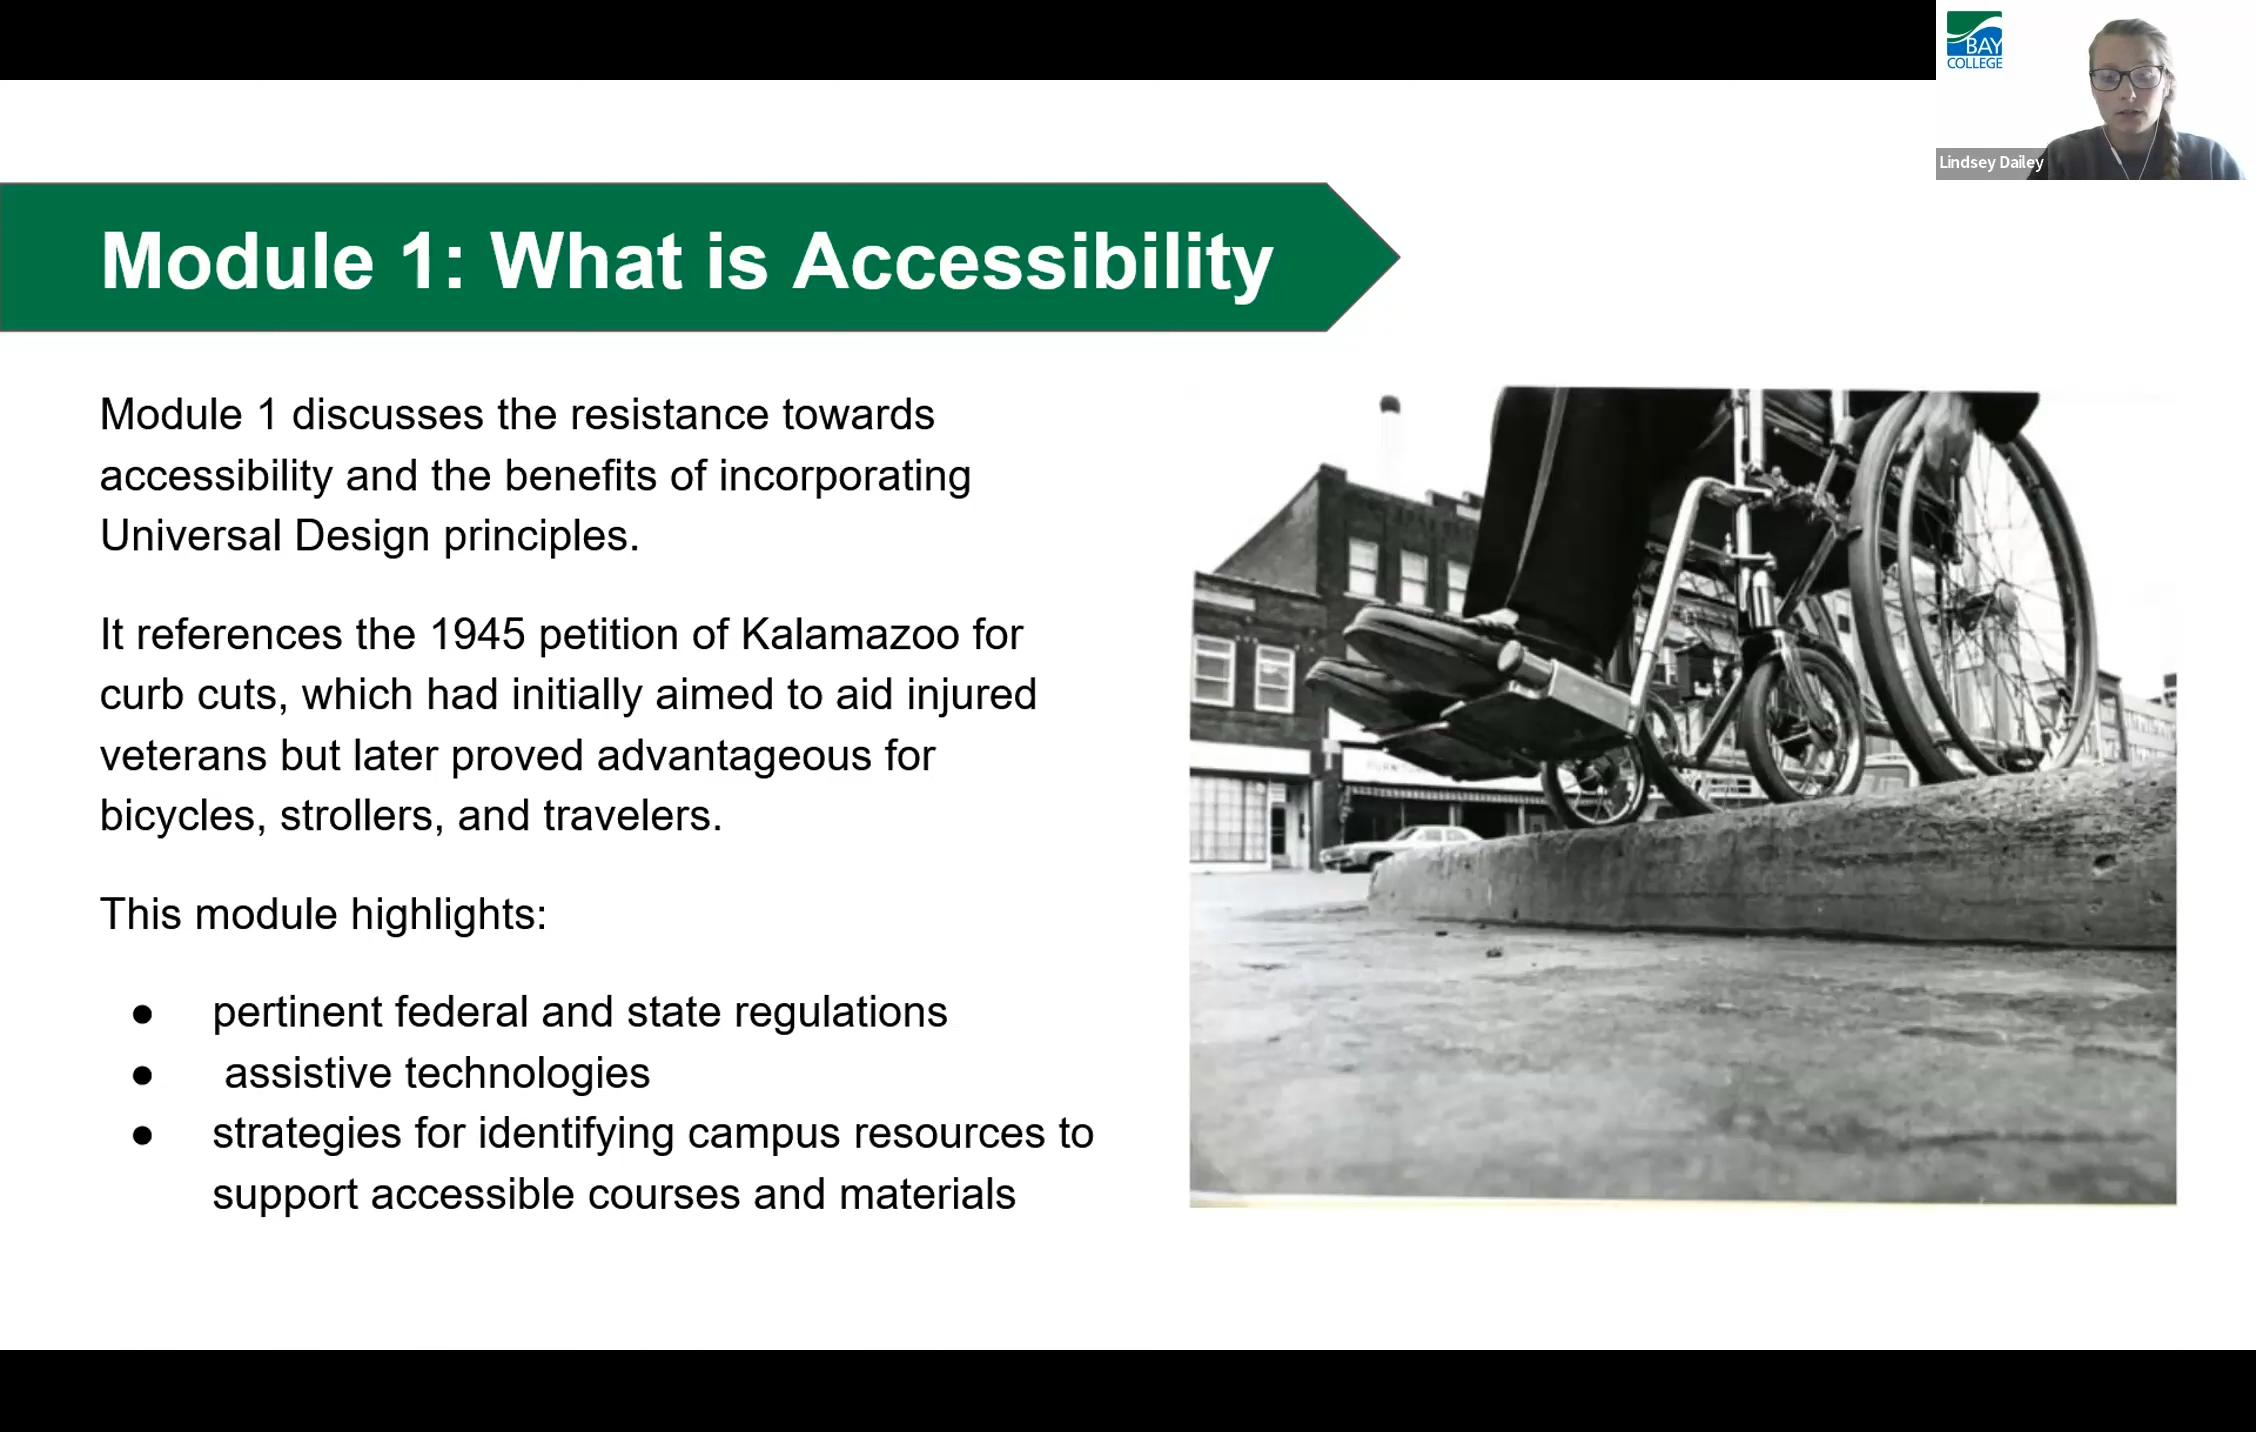 BAY
COLLEGE
Lindsey Dailey
Module 1: What is Accessibility
Module 1 discusses the resistance towards
accessibility and the benefits of incorporating
Universal Design principles.
It references the 1945 petition of Kalamazoo for
curb cuts, which had initially aimed to aid injured
veterans but later proved advantageous for
bicycles, strollers, and travelers.
This module highlights:
● pertinent federal and state regulations
● assistive technologies
● strategies for identifying campus resources to
support accessible courses and materials